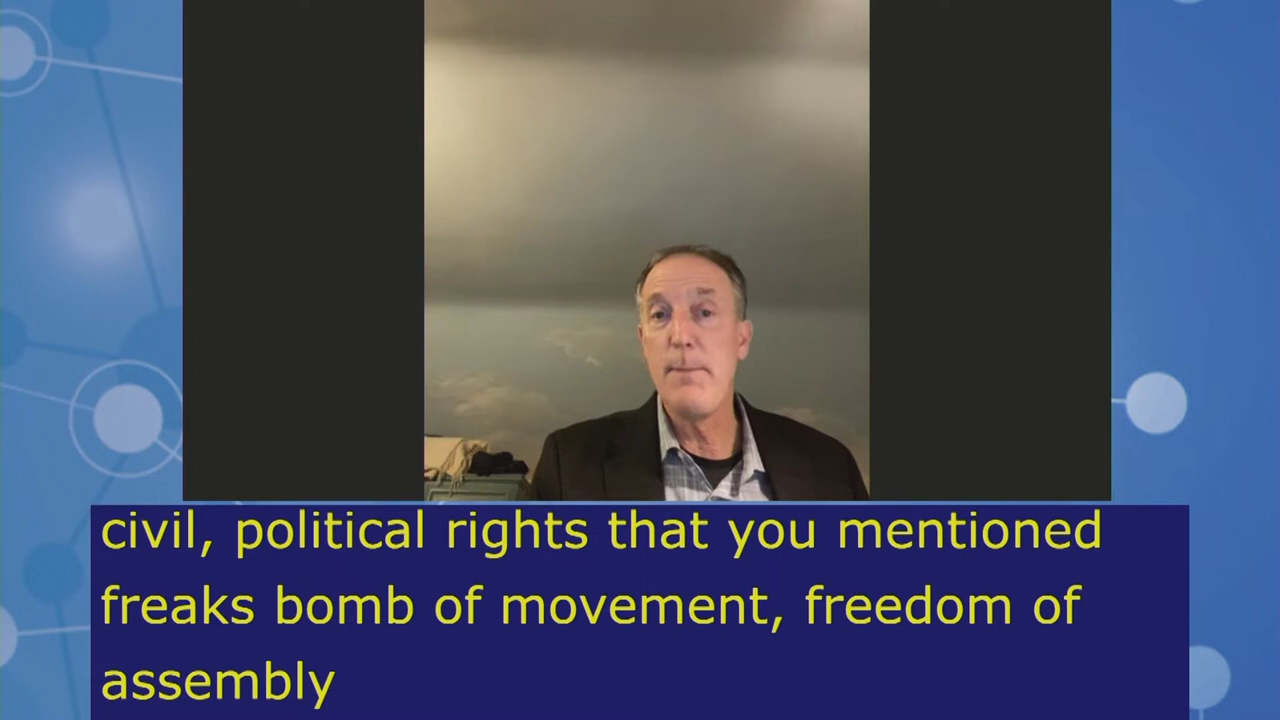 civil, political rights that you mentioned
freaks bomb of movement, freedom of
assembly